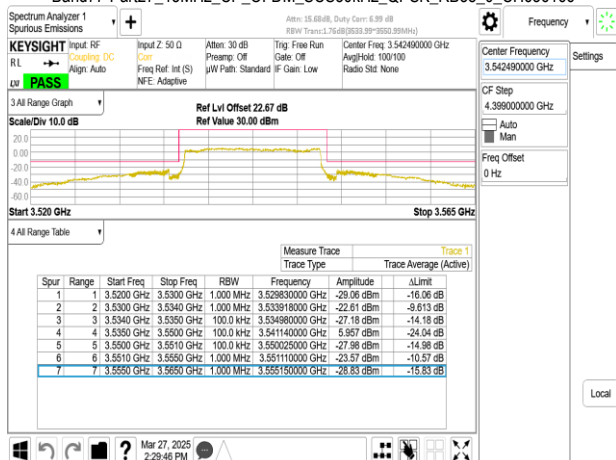 Spectrum Analyzer 1
Spurious Emissions
Attn: 15.68dB, Duty Corr: 6.99 dB
RBW Trans:1.76dB(3533.99~3550.99MHz)
Frequency
KEYSIGHT
Input: RF
Input Z: 50 Ω
Atten: 30 dB
Trig: Free Run
Center Freq: 3.542490000 GHz
RL
Coupling: DC
Corr
Preamp: Off
Gate: Off
Avg|Hold: 100/100
Align: Auto
Freq Ref: Int (S)
µW Path: Standard
IF Gain: Low
Radio Std: None
LXI
PASS
NFE: Adaptive
Center Frequency
3.542490000 GHz
Settings
CF Step
4.399000000 GHz
Auto
Man
Freq Offset
0 Hz
3 All Range Graph
Scale/Div 10.0 dB
Ref Lvl Offset 22.67 dB
Ref Value 30.00 dBm
20.0
0.00
-20.0
-40.0
-60.0
Start 3.520 GHz
Stop 3.565 GHz
4 All Range Table
Measure Trace Trace 1
Trace Type Trace Average (Active)
Spur Range Start Freq Stop Freq RBW Frequency Amplitude ΔLimit
1 1 3.5200 GHz 3.5300 GHz 1.000 MHz 3.529830000 GHz -29.06 dBm -16.06 dB
2 2 3.5300 GHz 3.5340 GHz 1.000 MHz 3.533918000 GHz -22.61 dBm -9.613 dB
3 3 3.5340 GHz 3.5350 GHz 100.0 kHz 3.534980000 GHz -27.18 dBm -14.18 dB
4 4 3.5350 GHz 3.5500 GHz 100.0 kHz 3.541140000 GHz 5.957 dBm -24.04 dB
5 5 3.5500 GHz 3.5510 GHz 100.0 kHz 3.550025000 GHz -27.98 dBm -14.98 dB
6 6 3.5510 GHz 3.5550 GHz 1.000 MHz 3.551110000 GHz -23.57 dBm -10.57 dB
7 7 3.5550 GHz 3.5650 GHz 1.000 MHz 3.555150000 GHz -28.83 dBm -15.83 dB
Local
Mar 27, 2025
2:29:46 PM